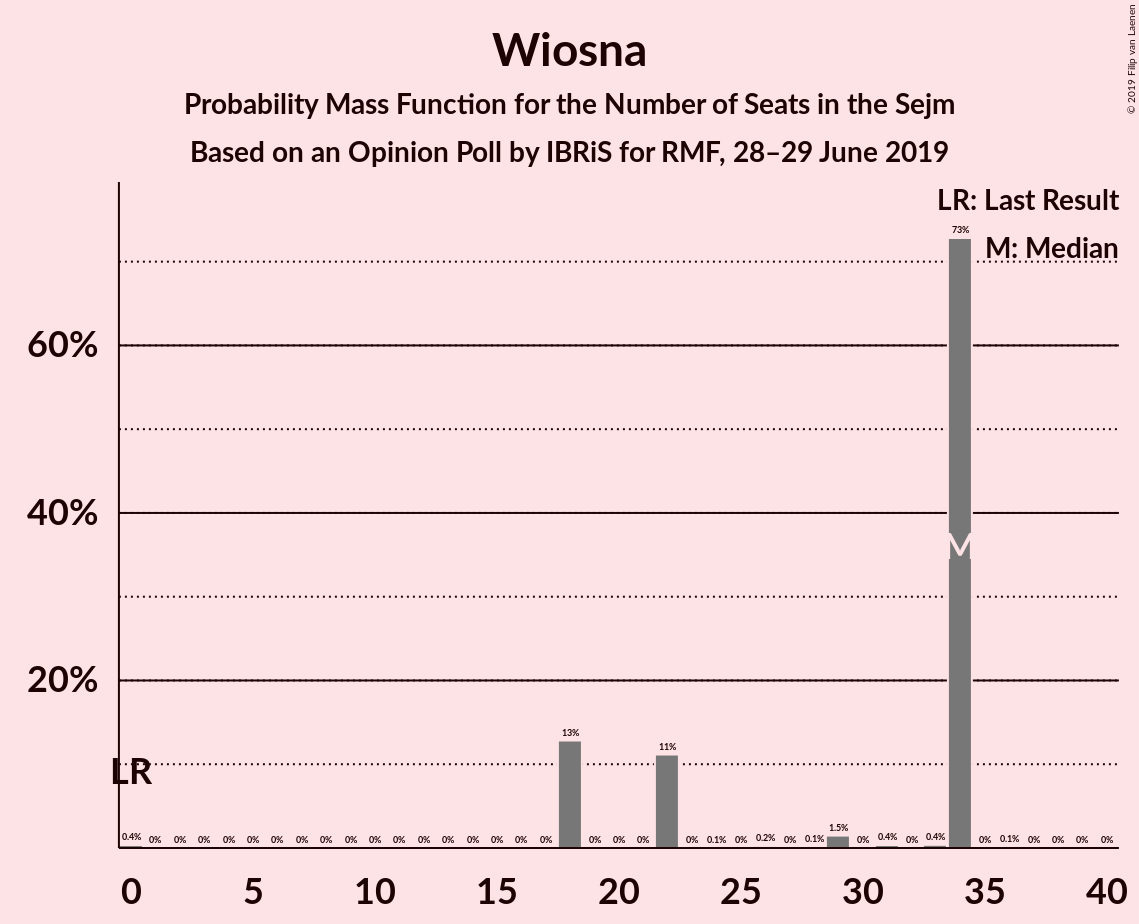 Wiosna
Probability Mass Function for the Number of Seats in the Sejm
Based on an Opinion Poll by IBRiS for RMF, 28–29 June 2019
© 2019 Filip van Laenen
LR: Last Result
M: Median
73%
60%
40%
M
20%
13%
11%
LR
0.4% 0% 0% 0% 0% 0% 0% 0% 0% 0% 0% 0% 0% 0% 0% 0% 0% 0% 0% 0% 0% 0% 0.1% 0% 0.2% 0% 0.1% 1.5% 0% 0.4% 0% 0.4% 0% 0.1% 0% 0% 0% 0%
0 5 10 15 20 25 30 35 40